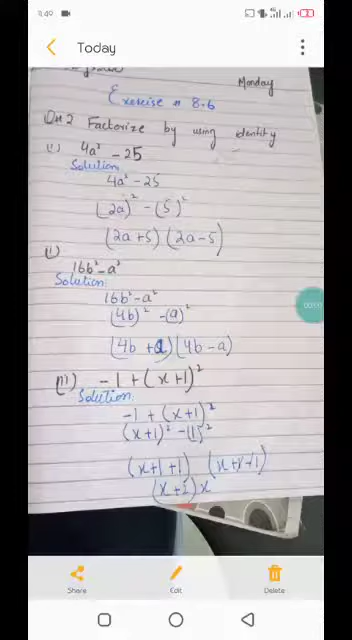 9:49
Today
Monday
Exercise # 8.6
Q#2 Factorize by using identity
(i) 4a² - 25
Solution
4a² - 25
(2a)² - (5)²
(2a+5) (2a-5)
16b² - a²
Solution:
16b² - a²
(4b)² - (a)²
(4b + a) (4b - a)
(iii) -1 + (x+1)²
Solution:
-1 + (x+1)²
(x+1)² - (1)²
(x+1+1) (x+1-1)
(x+2)x
Share
Edit
Delete